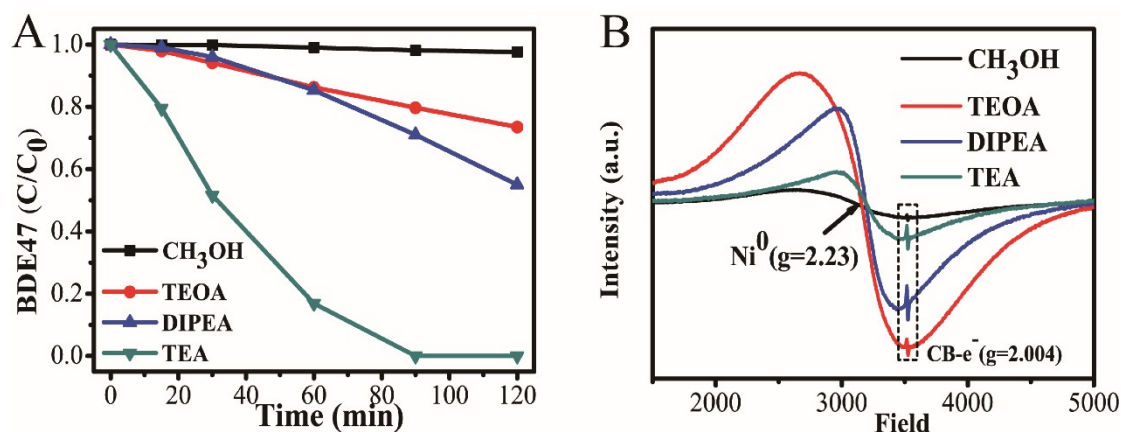 A
BDE47 (C/C₀)
1.0
0.8
0.6
0.4
0.2
0.0
CH₃OH
TEOA
DIPEA
TEA
0 20 40 60 80 100 120
Time (min)
B
Intensity (a.u.)
CH₃OH
TEOA
DIPEA
TEA
Ni⁰(g=2.23)
CB-e⁻(g=2.004)
2000 3000 4000 5000
Field